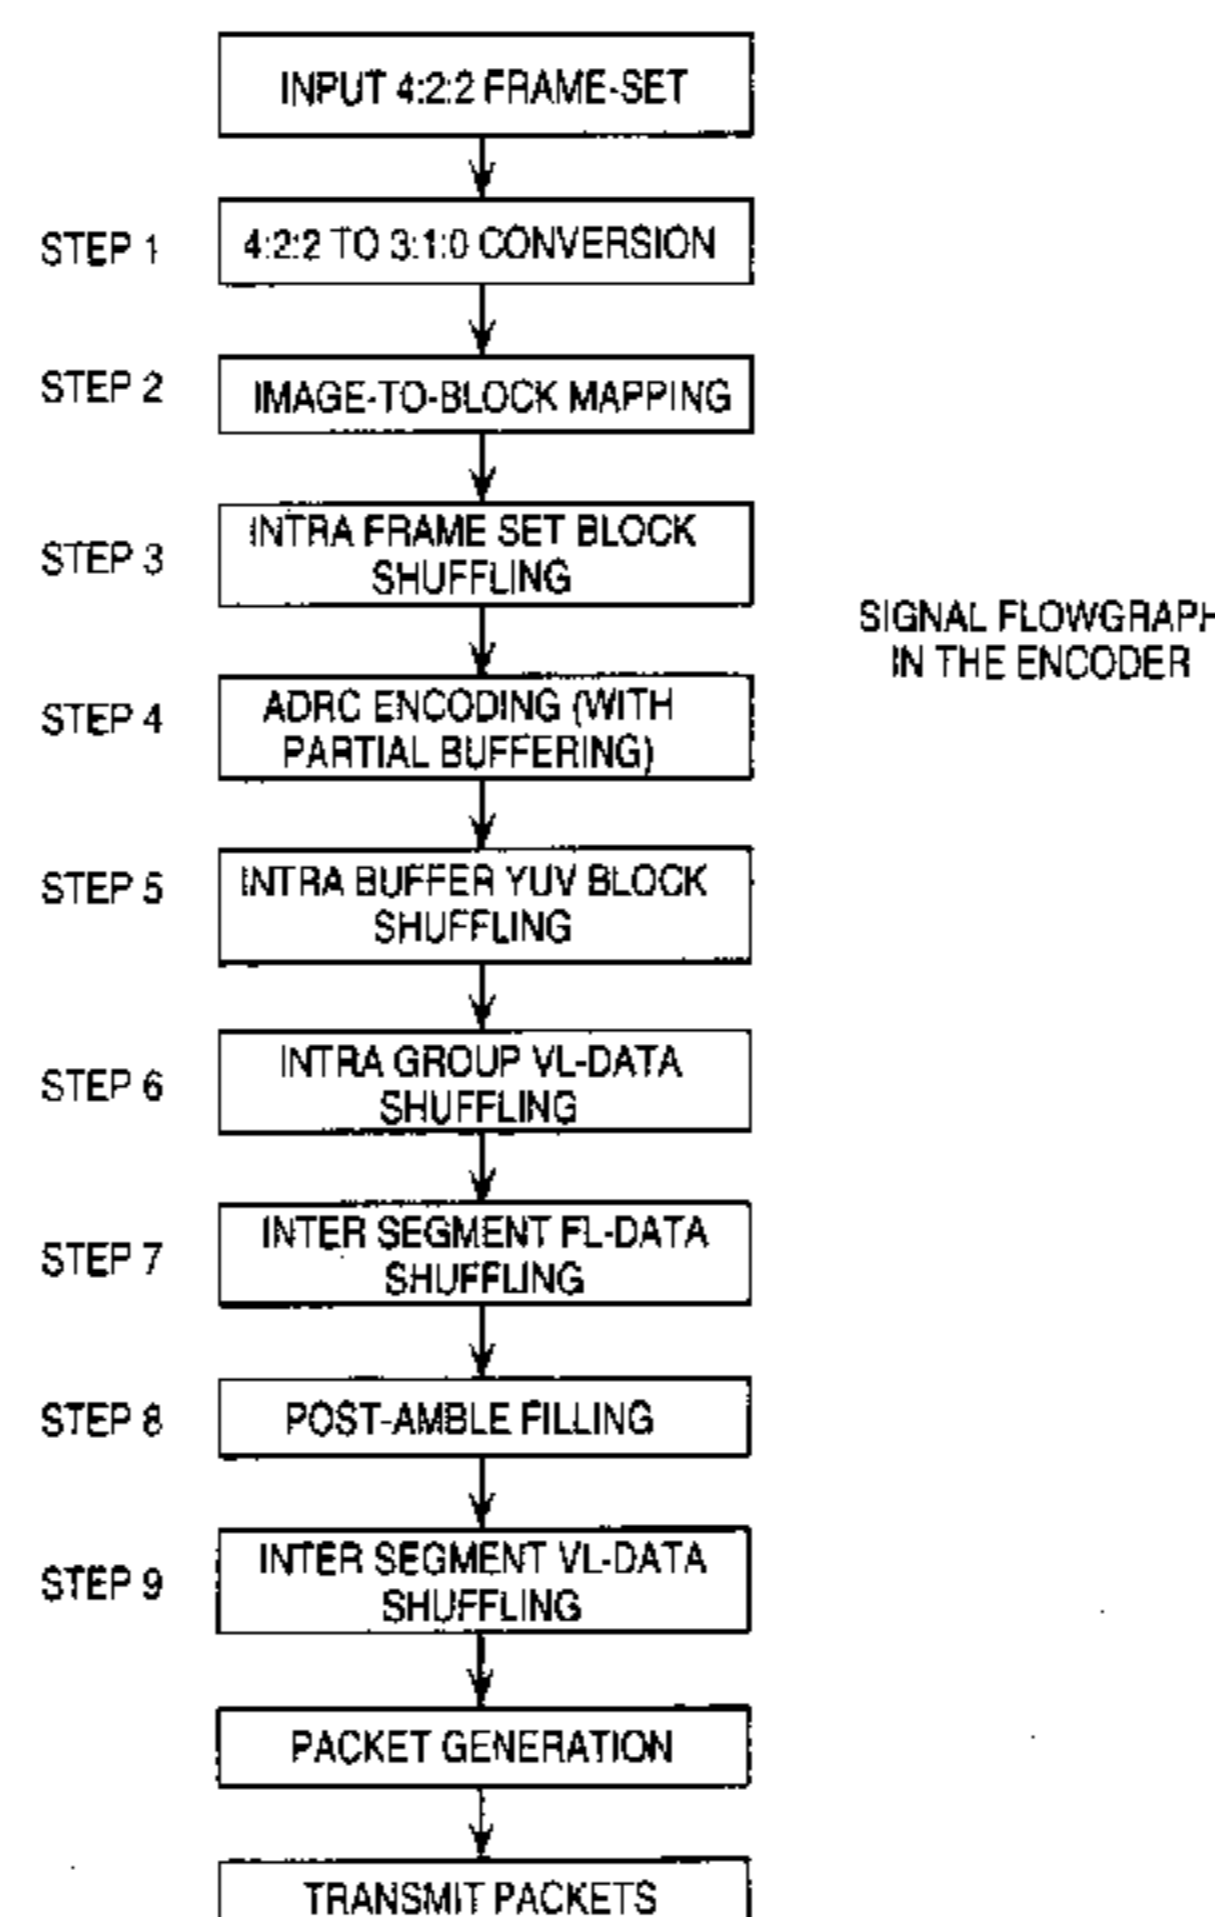 INPUT 4:2:2 FRAME-SET
STEP 1
4:2:2 TO 3:1:0 CONVERSION
STEP 2
IMAGE-TO-BLOCK MAPPING
STEP 3
INTRA FRAME SET BLOCK
SHUFFLING
SIGNAL FLOWGRAPH
IN THE ENCODER
STEP 4
ADRC ENCODING (WITH
PARTIAL BUFFERING)
STEP 5
INTRA BUFFER YUV BLOCK
SHUFFLING
STEP 6
INTRA GROUP VL-DATA
SHUFFLING
STEP 7
INTER SEGMENT FL-DATA
SHUFFLING
STEP 8
POST-AMBLE FILLING
STEP 9
INTER SEGMENT VL-DATA
SHUFFLING
PACKET GENERATION
TRANSMIT PACKETS